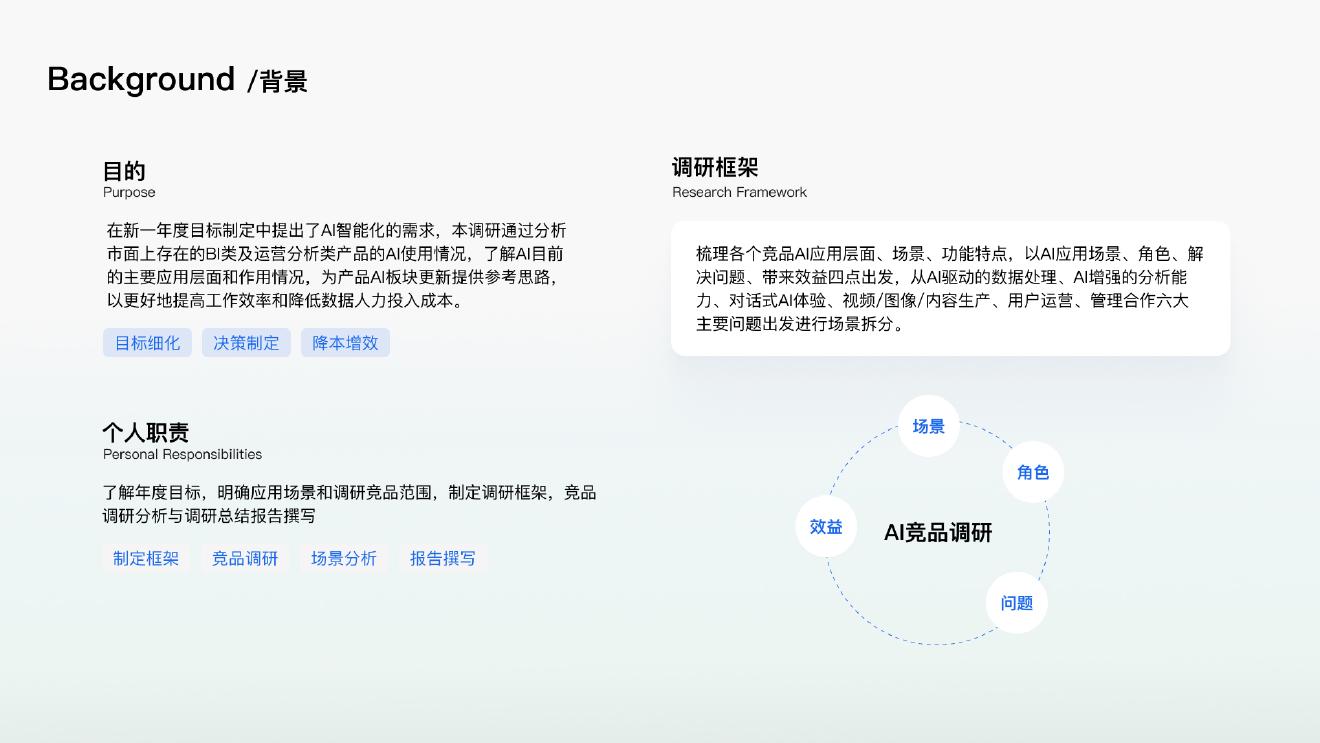 Background /背景
目的
Purpose
在新一年度目标制定中提出了AI智能化的需求，本调研通过分析
市面上存在的BI类及运营分析类产品的AI使用情况，了解AI目前
的主要应用层面和作用情况，为产品AI板块更新提供参考思路，
以更好地提高工作效率和降低数据人力投入成本。
目标细化 决策制定 降本增效
个人职责
Personal Responsibilities
了解年度目标，明确应用场景和调研竞品范围，制定调研框架，竞品
调研分析与调研总结报告撰写
制定框架 竞品调研 场景分析 报告撰写
调研框架
Research Framework
梳理各个竞品AI应用层面、场景、功能特点，以AI应用场景、角色、解
决问题、带来效益四点出发，从AI驱动的数据处理、AI增强的分析能
力、对话式AI体验、视频/图像/内容生产、用户运营、管理合作六大
主要问题出发进行场景拆分。
场景
角色
效益
AI竞品调研
问题